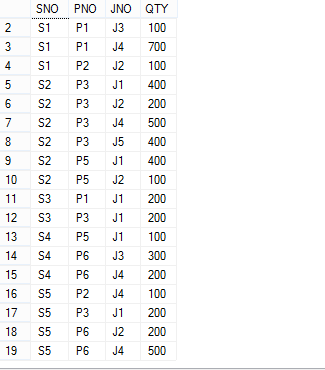 SNO PNO JNO QTY
2 S1 P1 J3 100
3 S1 P1 J4 700
4 S1 P2 J2 100
5 S2 P3 J1 400
6 S2 P3 J2 200
7 S2 P3 J4 500
8 S2 P3 J5 400
9 S2 P5 J1 400
10 S2 P5 J2 100
11 S3 P1 J1 200
12 S3 P3 J1 200
13 S4 P5 J1 100
14 S4 P6 J3 300
15 S4 P6 J4 200
16 S5 P2 J4 100
17 S5 P3 J1 200
18 S5 P6 J2 200
19 S5 P6 J4 500